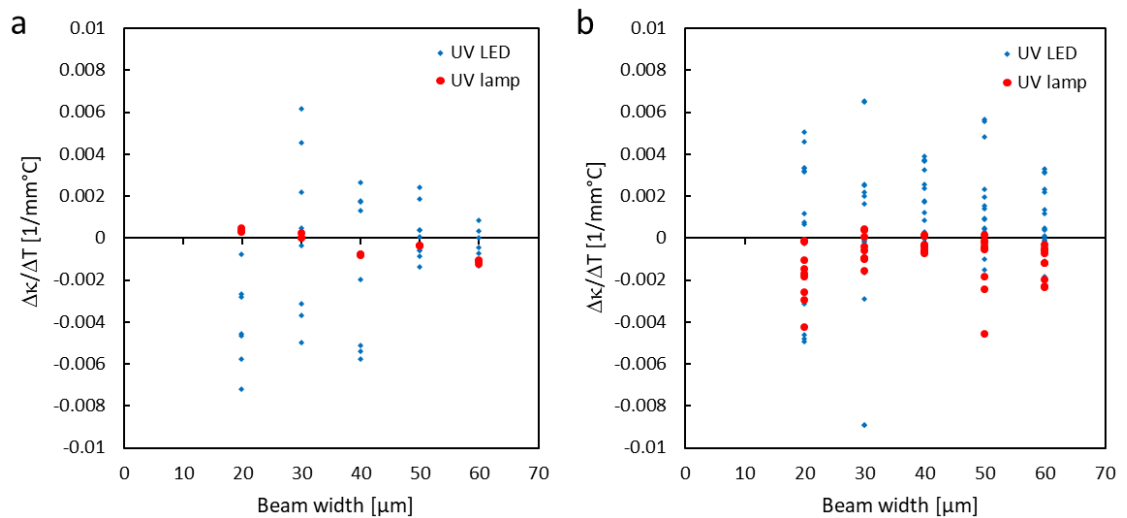 a
0.01
0.008
0.006
0.004
0.002
0
-0.002
-0.004
-0.006
-0.008
-0.01
Δκ/ΔT [1/mm°C]
UV LED
UV lamp
0 10 20 30 40 50 60 70
Beam width [µm]
b
0.01
0.008
0.006
0.004
0.002
0
-0.002
-0.004
-0.006
-0.008
-0.01
Δκ/ΔT [1/mm°C]
UV LED
UV lamp
0 10 20 30 40 50 60 70
Beam width [µm]